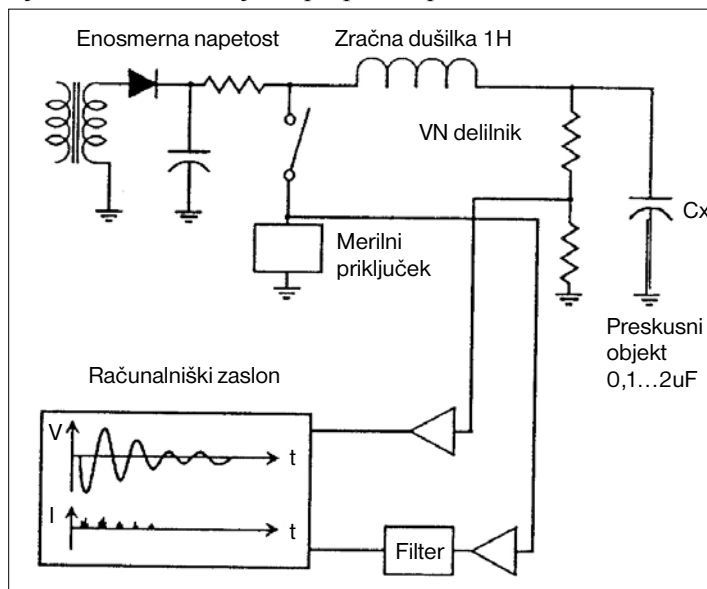 Enosmerna napetost
Zračna dušilka 1H
VN delilnik
Cx
Merilni
priključek
Preskusni
objekt
0,1...2uF
Računalniški zaslon
V
t
I
t
Filter